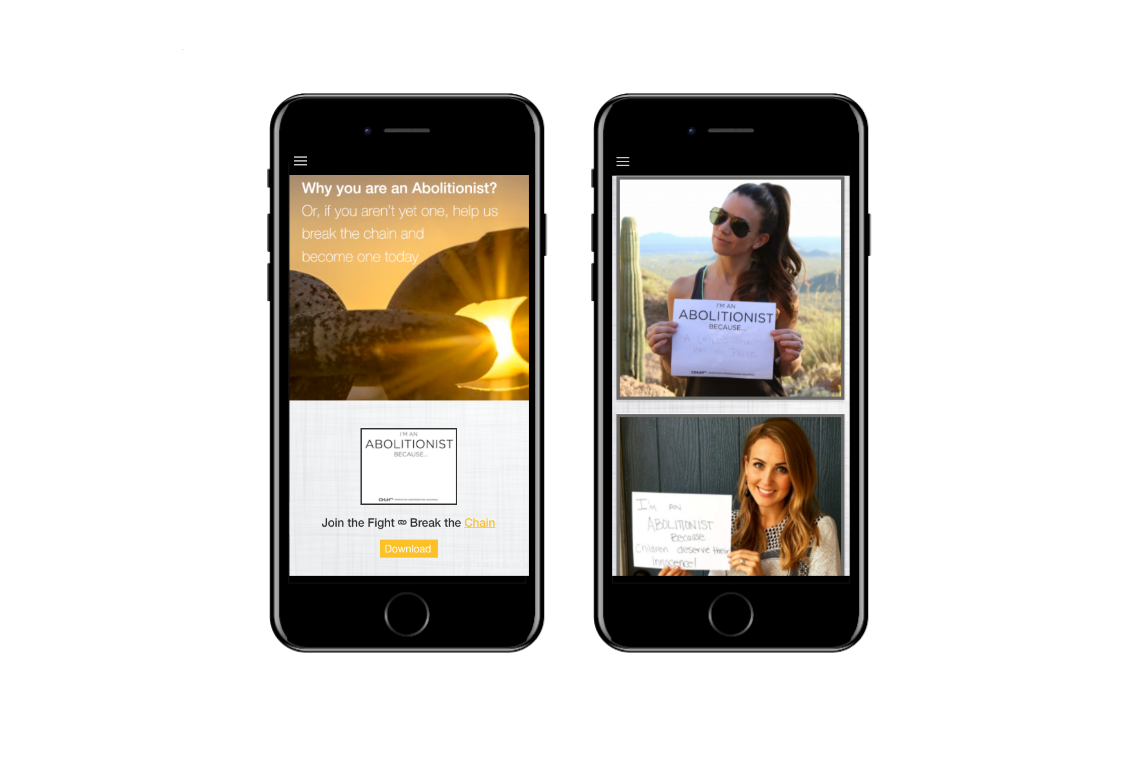 Why you are an Abolitionist?
Or, if you aren't yet one, help us
break the chain and
become one today
I'M AN
ABOLITIONIST
BECAUSE...
Join the Fight Break the Chain
Download
I'M AN
ABOLITIONIST
BECAUSE...
I'm AN
ABOLITIONIST
Because
Children deserve their
innocence!